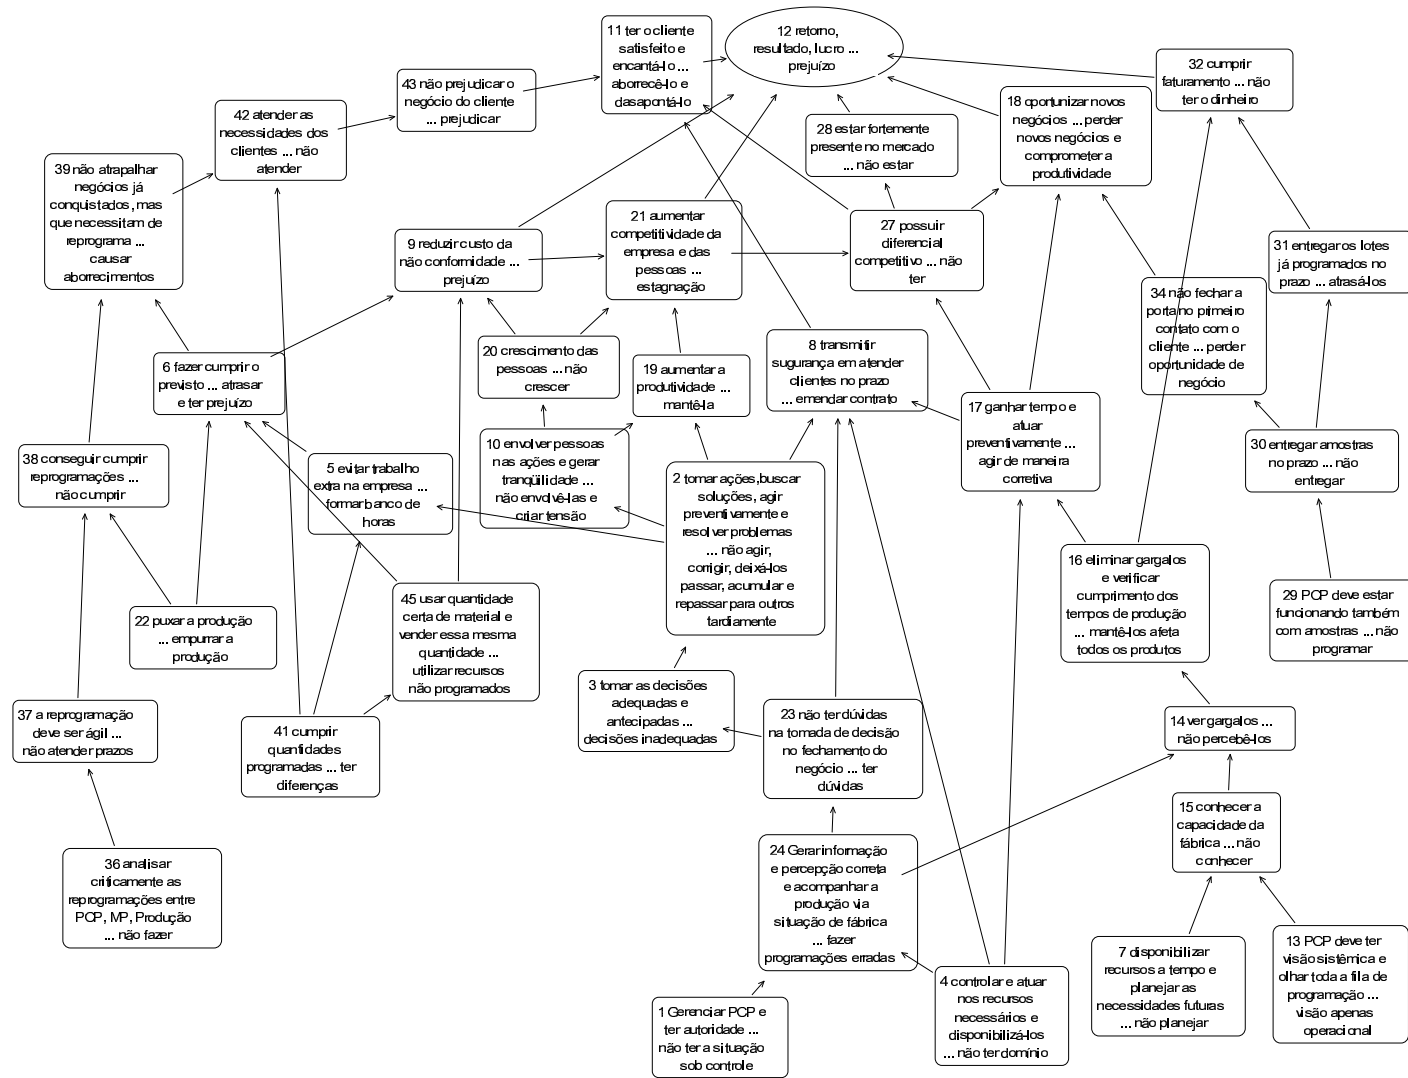 11 ter o cliente
satisfeito e
encantá-lo ...
aborrecê-lo e
dasapontá-lo
12 retorno,
resultado, lucro ...
prejuízo
32 cumprir
faturamento ... não
ter o dinheiro
43 não prejudicar o
negócio do cliente
... prejudicar
18 oportunizar novos
negócios ... perder
novos negócios e
comprometer a
produtividade
42 atender as
necessidades dos
clientes ... não
atender
28 estar fortemente
presente no mercado
... não estar
39 não atrapalhar
negócios já
conquistados, mas
que necessitam de
reprograma ...
causar
aborrecimentos
21 aumentar
competitividade da
empresa e das
pessoas ...
estagnação
27 possuir
diferencial
competitivo ... não
ter
9 reduzir custo da
não conformidade ...
prejuízo
31 entregar os lotes
já programados no
prazo ... atrasá-los
34 não fechar a
porta no primeiro
contato com o
cliente ... perder
oportunidade de
negócio
6 fazer cumprir o
previsto ... atrasar
e ter prejuízo
20 crescimento das
pessoas ... não
crescer
19 aumentar a
produtividade ...
mantê-la
8 transmitir
sugurança em atender
clientes no prazo
... emendar contrato
17 ganhar tempo e
atuar
preventivamente ...
agir de maneira
corretiva
38 conseguir cumprir
reprogramações ...
não cumprir
5 evitar trabalho
extra na empresa ...
formar banco de
horas
10 envolver pessoas
nas ações e gerar
tranqüilidade ...
não envolvê-las e
criar tensão
2 tomar ações,buscar
soluções, agir
preventivamente e
resolver problemas
... não agir,
corrigir, deixá-los
passar, acumular e
repassar para outros
tardiamente
30 entregar amostras
no prazo ... não
entregar
16 eliminar gargalos
e verificar
cumprimento dos
tempos de produção
... mantê-los afeta
todos os produtos
22 puxar a produção
... empurrar a
produção
45 usar quantidade
certa de material e
vender essa mesma
quantidade ...
utilizar recursos
não programados
29 PCP deve estar
funcionando também
com amostras ... não
programar
37 a reprogramação
deve ser ágil ...
não atender prazos
41 cumprir
quantidades
programadas ... ter
diferenças
3 tomar as decisões
adequadas e
antecipadas ...
decisões inadequadas
23 não ter dúvidas
na tomada de decisão
no fechamento do
negócio ... ter
dúvidas
14 ver gargalos ...
não percebê-los
15 conhecer a
capacidade da
fábrica ... não
conhecer
36 analisar
criticamente as
reprogramações entre
PCP, MP, Produção
... não fazer
24 Gerar informação
e percepção correta
e acompanhar a
produção via
situação de fábrica
... fazer
programações erradas
1 Gerenciar PCP e
ter autoridade ...
não ter a situação
sob controle
4 controlar e atuar
nos recursos
necessários e
disponibilizá-los
... não ter domínio
7 disponibilizar
recursos a tempo e
planejar as
necessidades futuras
... não planejar
13 PCP deve ter
visão sistêmica e
olhar toda a fila de
programação ...
visão apenas
operacional